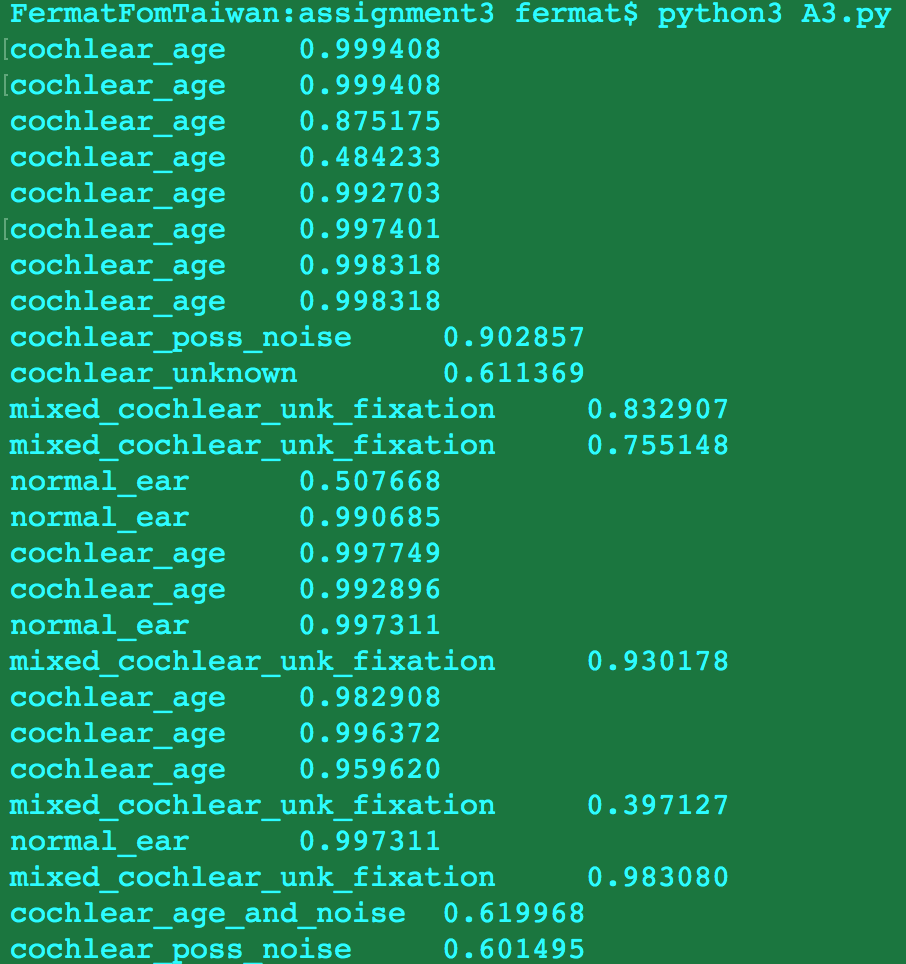 FermatFomTaiwan:assignment3 fermat$ python3 A3.py
[cochlear_age    0.999408
[cochlear_age    0.999408
cochlear_age    0.875175
cochlear_age    0.484233
cochlear_age    0.992703
[cochlear_age    0.997401
cochlear_age    0.998318
cochlear_age    0.998318
cochlear_poss_noise     0.902857
cochlear_unknown        0.611369
mixed_cochlear_unk_fixation     0.832907
mixed_cochlear_unk_fixation     0.755148
normal_ear      0.507668
normal_ear      0.990685
cochlear_age    0.997749
cochlear_age    0.992896
normal_ear      0.997311
mixed_cochlear_unk_fixation     0.930178
cochlear_age    0.982908
cochlear_age    0.996372
cochlear_age    0.959620
mixed_cochlear_unk_fixation     0.397127
normal_ear      0.997311
mixed_cochlear_unk_fixation     0.983080
cochlear_age_and_noise  0.619968
cochlear_poss_noise     0.601495